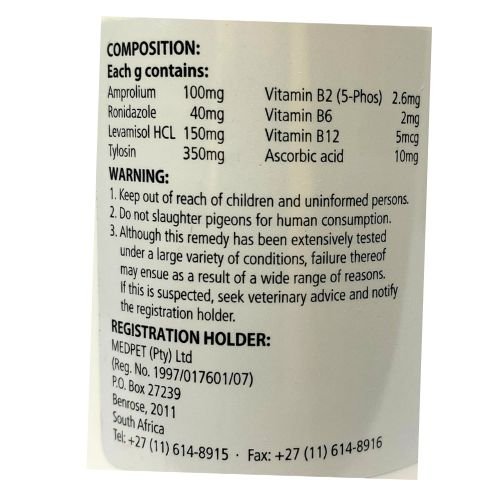 COMPOSITION:
Each g contains:
Amprolium 100mg Vitamin B2 (5-Phos) 2.6mg
Ronidazole 40mg Vitamin B6 2mg
Levamisol HCL 150mg Vitamin B12 5mcg
Tylosin 350mg Ascorbic acid 10mg
WARNING:
1. Keep out of reach of children and uninformed persons.
2. Do not slaughter pigeons for human consumption.
3. Although this remedy has been extensively tested
under a large variety of conditions, failure thereof
may ensue as a result of a wide range of reasons.
If this is suspected, seek veterinary advice and notify
the registration holder.
REGISTRATION HOLDER:
MEDPET (Pty) Ltd
(Reg. No. 1997/017601/07)
P.O. Box 27239
Benrose, 2011
South Africa
Tel: +27 (11) 614-8915 · Fax: +27 (11) 614-8916